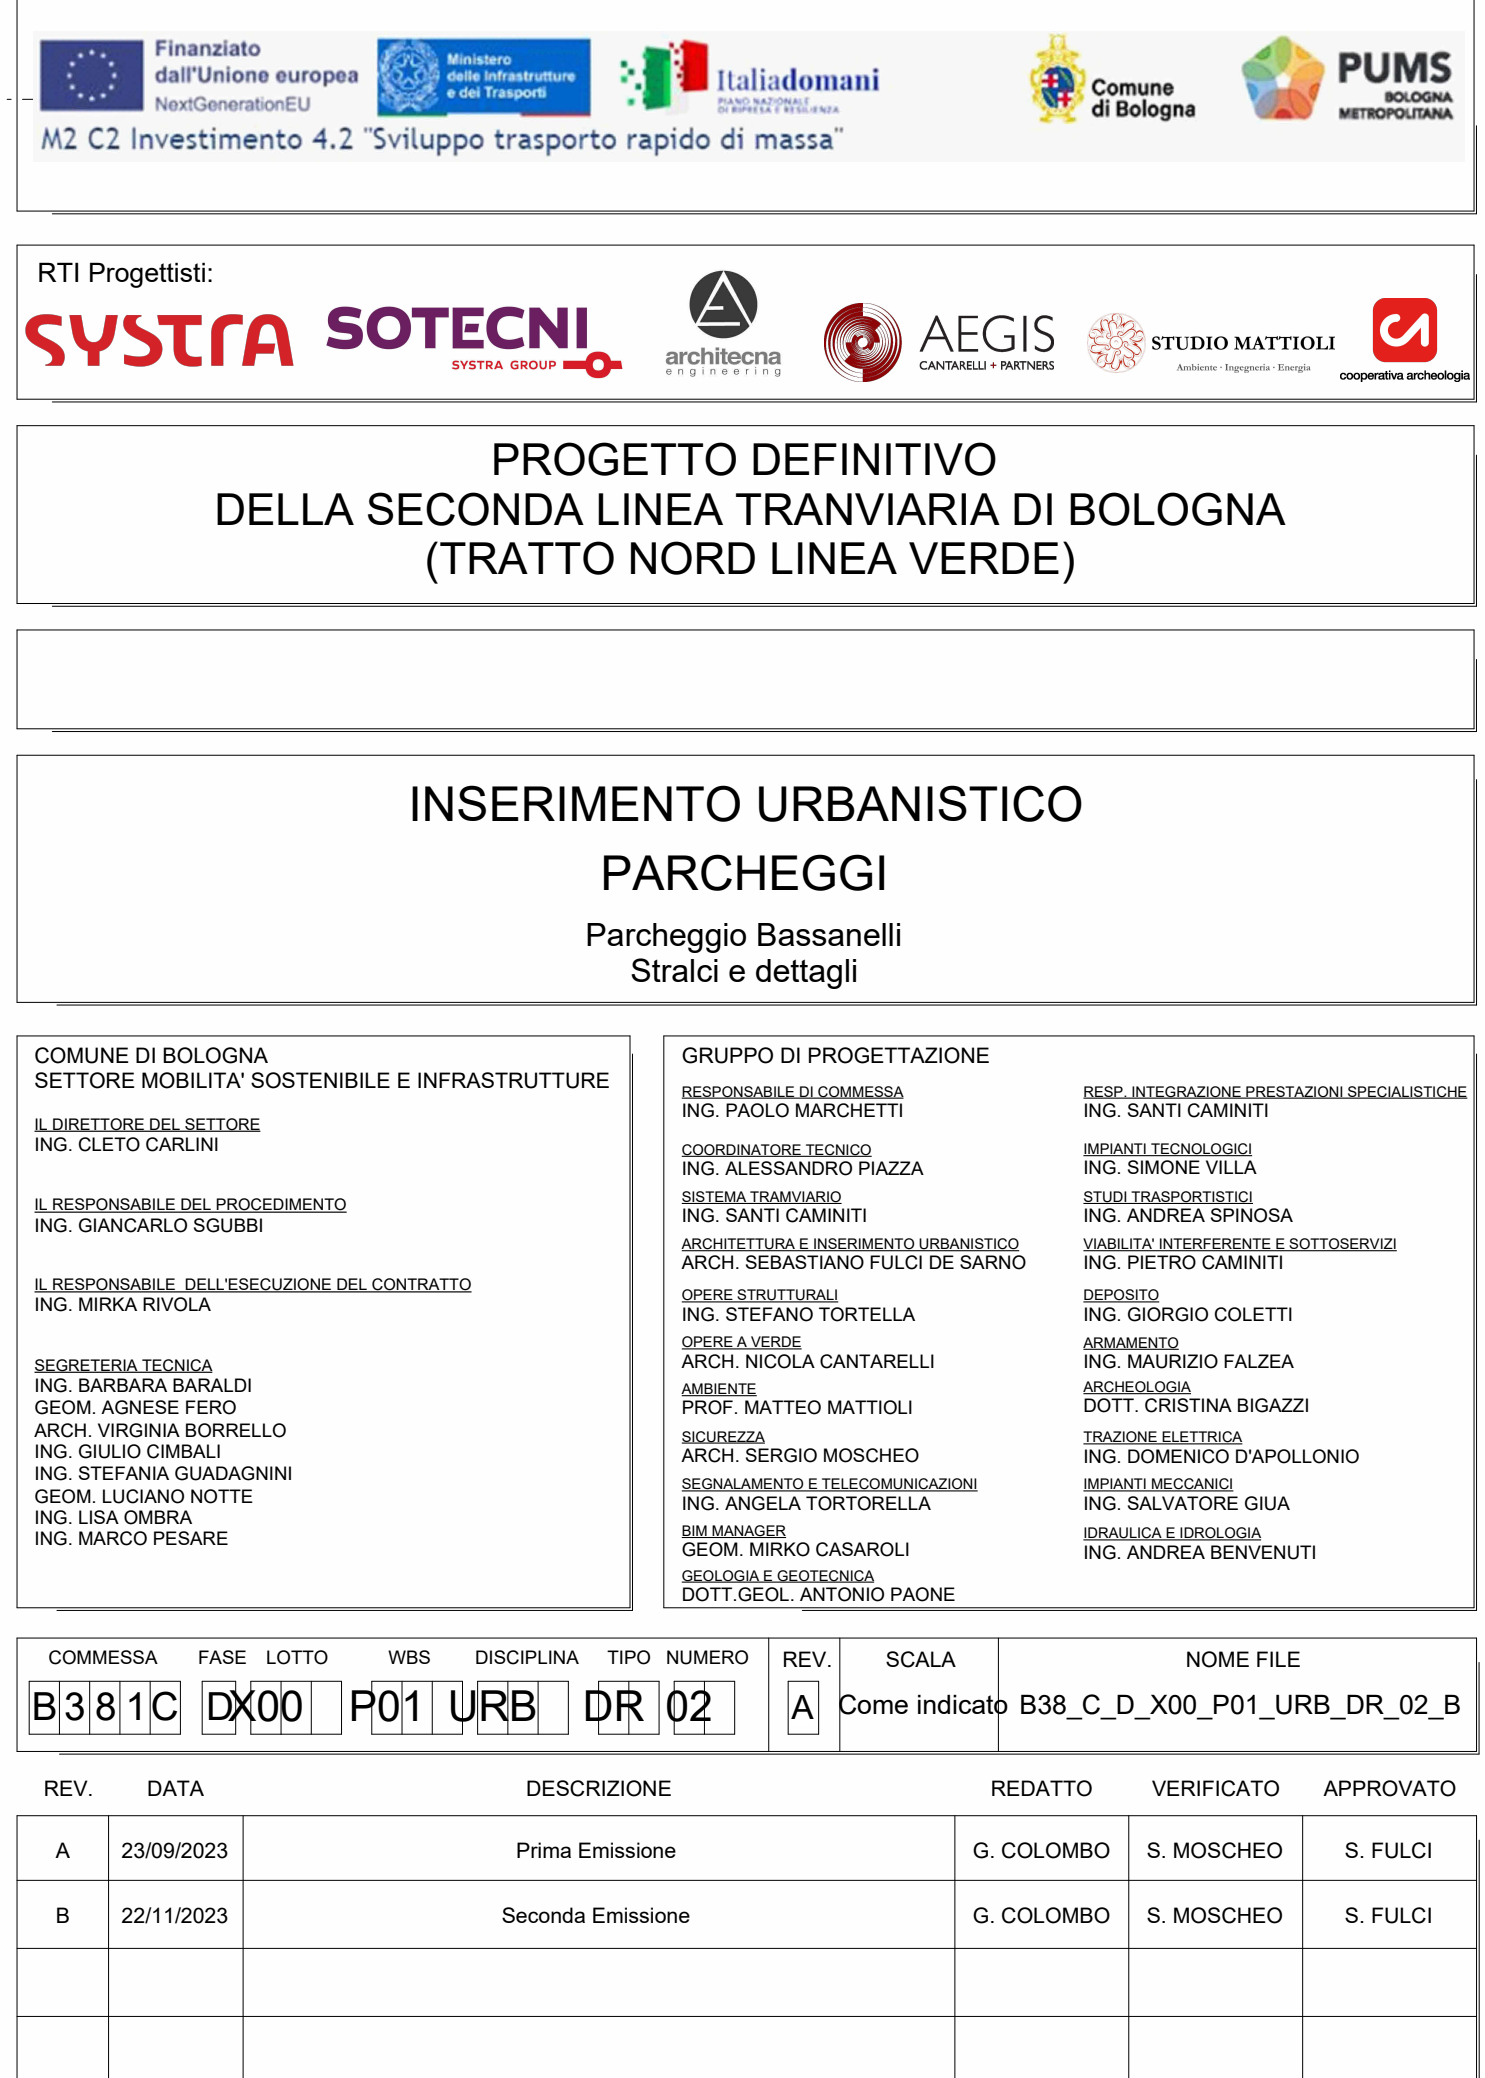 Finanziato
dall'Unione europea
NextGenerationEU
Ministero
delle Infrastrutture
e dei Trasporti
Italiadomani
PIANO NAZIONALE
DI RIPRESA E RESILIENZA
Comune
di Bologna
PUMS
BOLOGNA
METROPOLITANA
M2 C2 Investimento 4.2 "Sviluppo trasporto rapido di massa"
RTI Progettisti:
SYSTRA
SOTECNI
SYSTRA GROUP
architecna
engineering
AEGIS
CANTARELLI + PARTNERS
STUDIO MATTIOLI
Ambiente · Ingegneria · Energia
cooperativa archeologia
PROGETTO DEFINITIVO
DELLA SECONDA LINEA TRANVIARIA DI BOLOGNA
(TRATTO NORD LINEA VERDE)
INSERIMENTO URBANISTICO
PARCHEGGI
Parcheggio Bassanelli
Stralci e dettagli
COMUNE DI BOLOGNA
SETTORE MOBILITA' SOSTENIBILE E INFRASTRUTTURE
IL DIRETTORE DEL SETTORE
ING. CLETO CARLINI
IL RESPONSABILE DEL PROCEDIMENTO
ING. GIANCARLO SGUBBI
IL RESPONSABILE DELL'ESECUZIONE DEL CONTRATTO
ING. MIRKA RIVOLA
SEGRETERIA TECNICA
ING. BARBARA BARALDI
GEOM. AGNESE FERO
ARCH. VIRGINIA BORRELLO
ING. GIULIO CIMBALI
ING. STEFANIA GUADAGNINI
GEOM. LUCIANO NOTTE
ING. LISA OMBRA
ING. MARCO PESARE
GRUPPO DI PROGETTAZIONE
RESPONSABILE DI COMMESSA
ING. PAOLO MARCHETTI
COORDINATORE TECNICO
ING. ALESSANDRO PIAZZA
SISTEMA TRAMVIARIO
ING. SANTI CAMINITI
ARCHITETTURA E INSERIMENTO URBANISTICO
ARCH. SEBASTIANO FULCI DE SARNO
OPERE STRUTTURALI
ING. STEFANO TORTELLA
OPERE A VERDE
ARCH. NICOLA CANTARELLI
AMBIENTE
PROF. MATTEO MATTIOLI
SICUREZZA
ARCH. SERGIO MOSCHEO
SEGNALAMENTO E TELECOMUNICAZIONI
ING. ANGELA TORTORELLA
BIM MANAGER
GEOM. MIRKO CASAROLI
GEOLOGIA E GEOTECNICA
DOTT.GEOL. ANTONIO PAONE
RESP. INTEGRAZIONE PRESTAZIONI SPECIALISTICHE
ING. SANTI CAMINITI
IMPIANTI TECNOLOGICI
ING. SIMONE VILLA
STUDI TRASPORTISTICI
ING. ANDREA SPINOSA
VIABILITA' INTERFERENTE E SOTTOSERVIZI
ING. PIETRO CAMINITI
DEPOSITO
ING. GIORGIO COLETTI
ARMAMENTO
ING. MAURIZIO FALZEA
ARCHEOLOGIA
DOTT. CRISTINA BIGAZZI
TRAZIONE ELETTRICA
ING. DOMENICO D'APOLLONIO
IMPIANTI MECCANICI
ING. SALVATORE GIUA
IDRAULICA E IDROLOGIA
ING. ANDREA BENVENUTI
COMMESSA FASE LOTTO WBS DISCIPLINA TIPO NUMERO REV. SCALA NOME FILE
B381C D X00 P01 URB DR 02 A Come indicato B38_C_D_X00_P01_URB_DR_02_B
REV. DATA DESCRIZIONE REDATTO VERIFICATO APPROVATO
A 23/09/2023 Prima Emissione G. COLOMBO S. MOSCHEO S. FULCI
B 22/11/2023 Seconda Emissione G. COLOMBO S. MOSCHEO S. FULCI